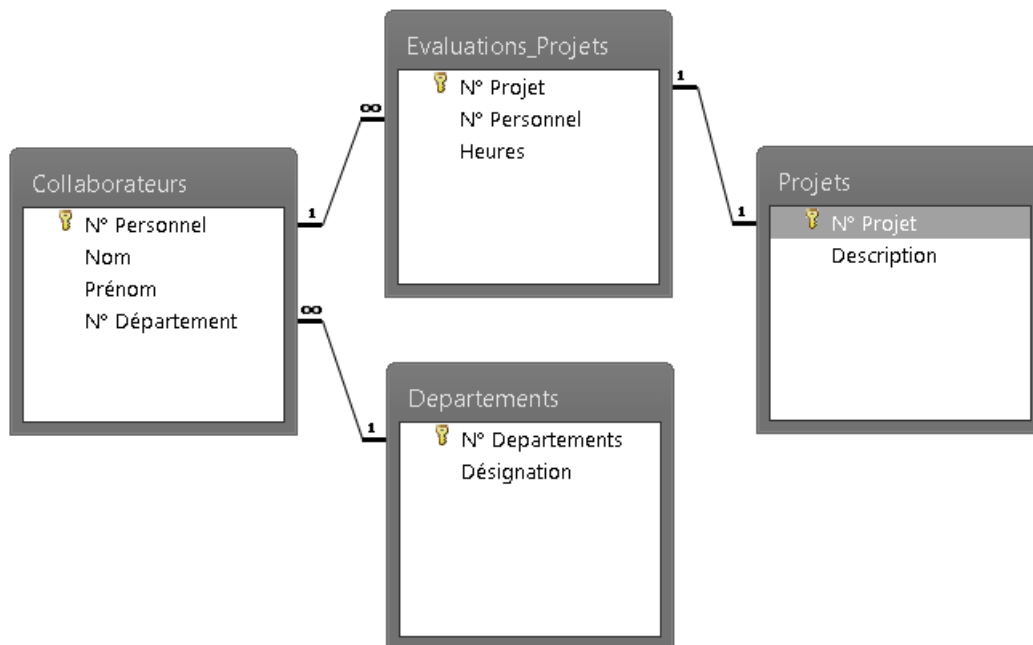 Evaluations_Projets
N° Projet
N° Personnel
Heures
1
∞
Collaborateurs
N° Personnel
Nom
Prénom
N° Département
1
∞
Projets
N° Projet
Description
1
Departements
N° Departements
Désignation
1